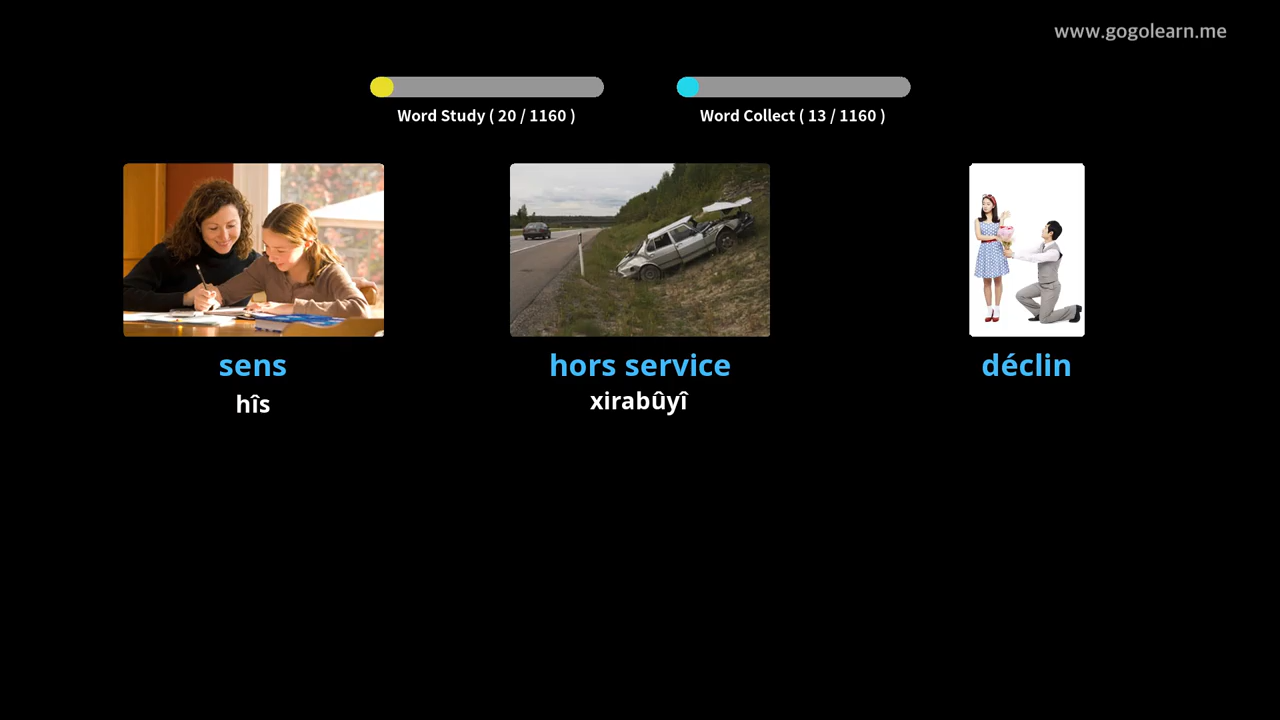 www.gogolearn.me
Word Study ( 20 / 1160 )
Word Collect ( 13 / 1160 )
sens
hîs
hors service
xirabûyî
déclin